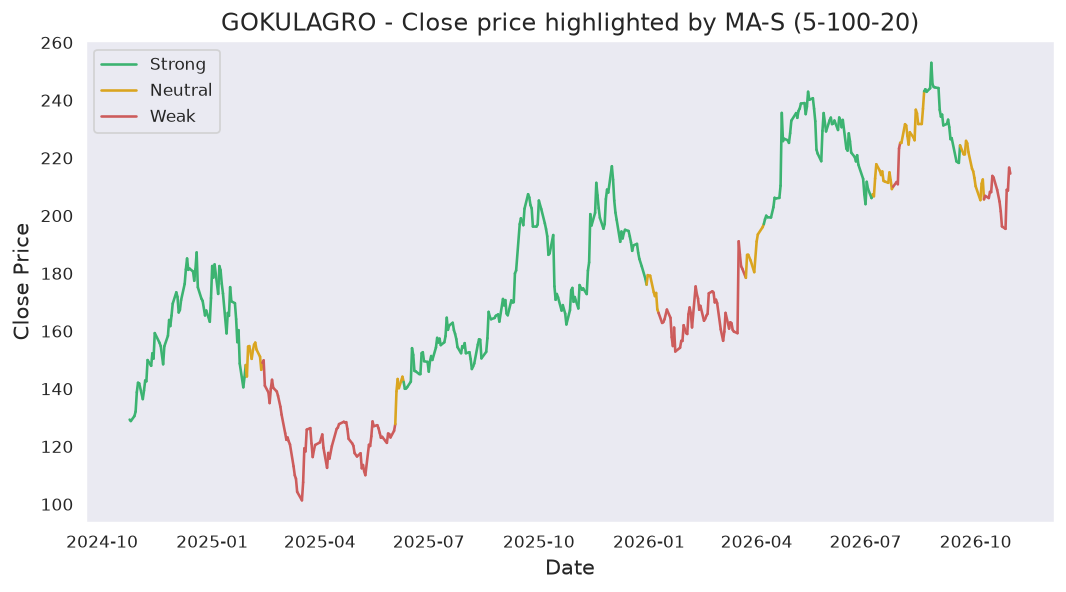 GOKULAGRO - Close price highlighted by MA-S (5-100-20)
260
240
220
200
180
160
140
120
100
Close Price
Strong
Neutral
Weak
2024-10 2025-01 2025-04 2025-07 2025-10 2026-01 2026-04 2026-07 2026-10
Date